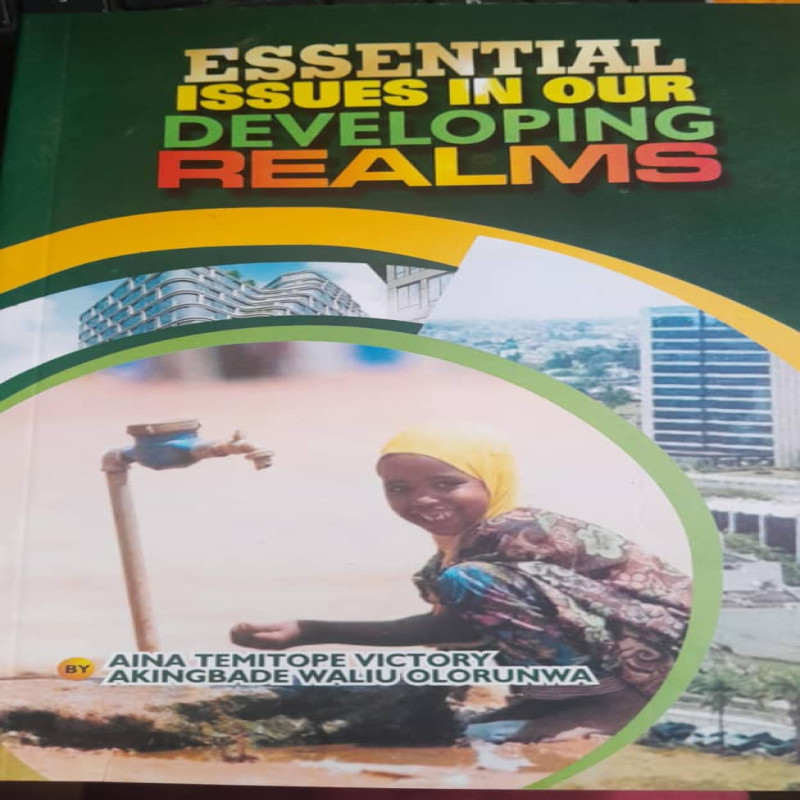 ESSENTIAL
ISSUES IN OUR
DEVELOPING
REALMS
BY
AINA TEMITOPE VICTORY
AKINGBADE WALIU OLORUNWA